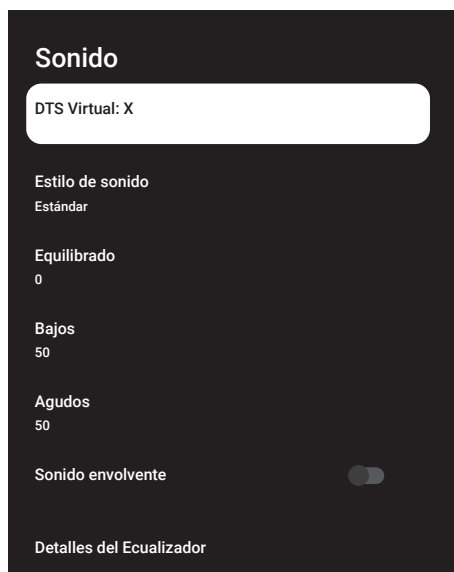 Sonido
DTS Virtual: X
Estilo de sonido
Estándar
Equilibrado
0
Bajos
50
Agudos
50
Sonido envolvente
Detalles del Ecualizador